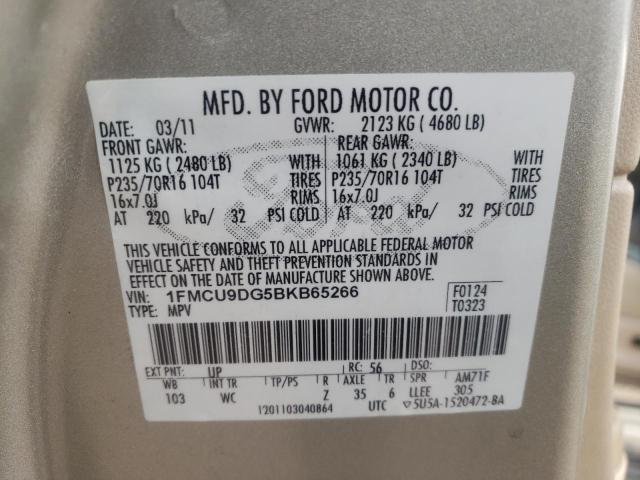 MFD. BY FORD MOTOR CO.
DATE: 03/11 GVWR: 2123 KG ( 4680 LB)
FRONT GAWR: REAR GAWR:
1125 KG ( 2480 LB) WITH 1061 KG ( 2340 LB) WITH
P235/70R16 104T TIRES P235/70R16 104T TIRES
16x7.0J RIMS 16x7.0J RIMS
AT 220 kPa/ 32 PSI COLD AT 220 kPa/ 32 PSI COLD
Ford
THIS VEHICLE CONFORMS TO ALL APPLICABLE FEDERAL MOTOR
VEHICLE SAFETY AND THEFT PREVENTION STANDARDS IN
EFFECT ON THE DATE OF MANUFACTURE SHOWN ABOVE.
VIN: 1FMCU9DG5BKB65266 F0124
TYPE: MPV T0323
EXT PNT: UP RC: 56 DSO:
WB INT TR TP/PS R AXLE TR SPR AM71F
103 WC Z 35 6 LLEE 305
1201103040864 UTC ▽5U5A-1520472-BA